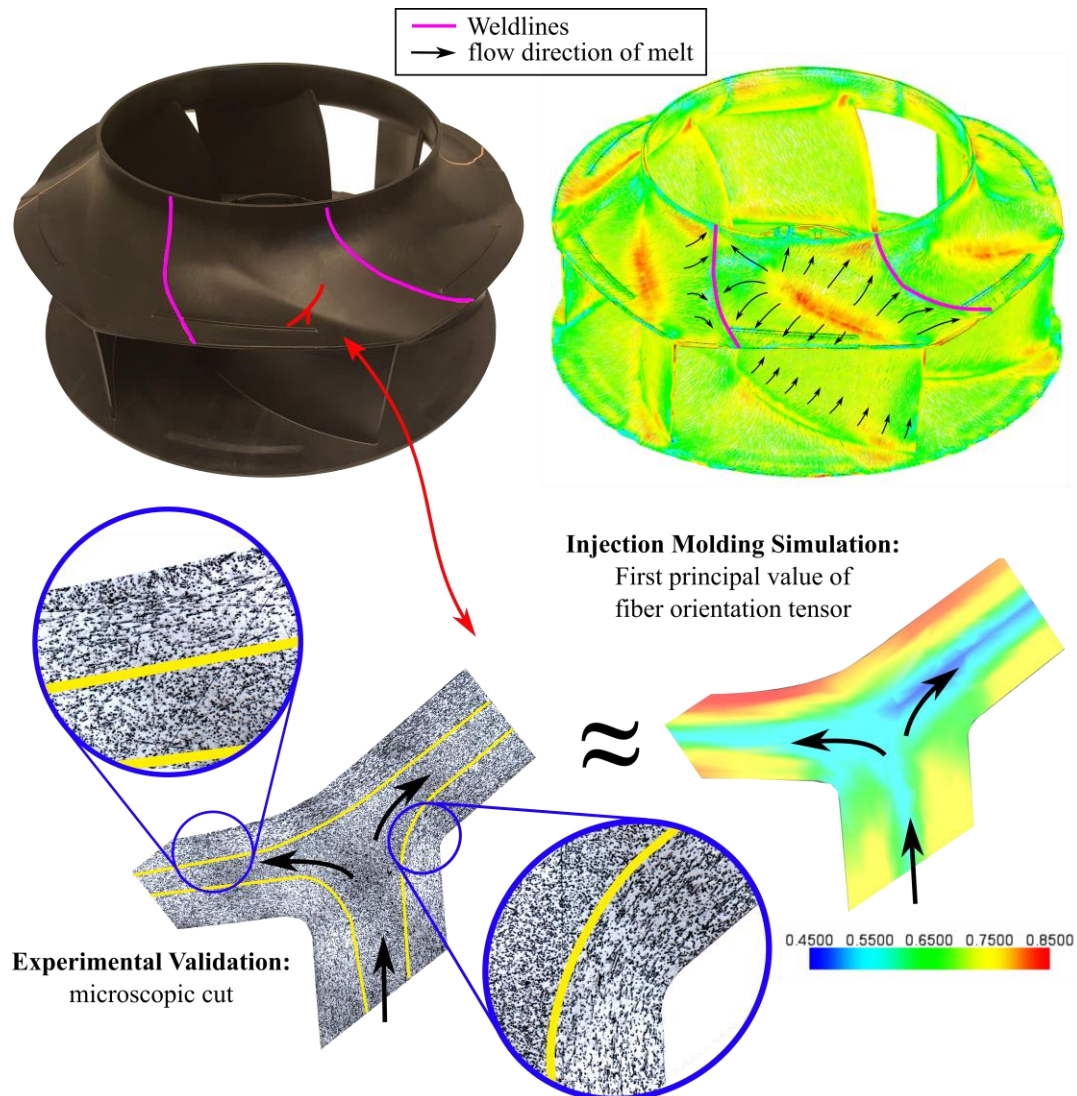 Weldlines
flow direction of melt
Injection Molding Simulation:
First principal value of
fiber orientation tensor
≈
0.4500 0.5500 0.6500 0.7500 0.8500
Experimental Validation:
microscopic cut